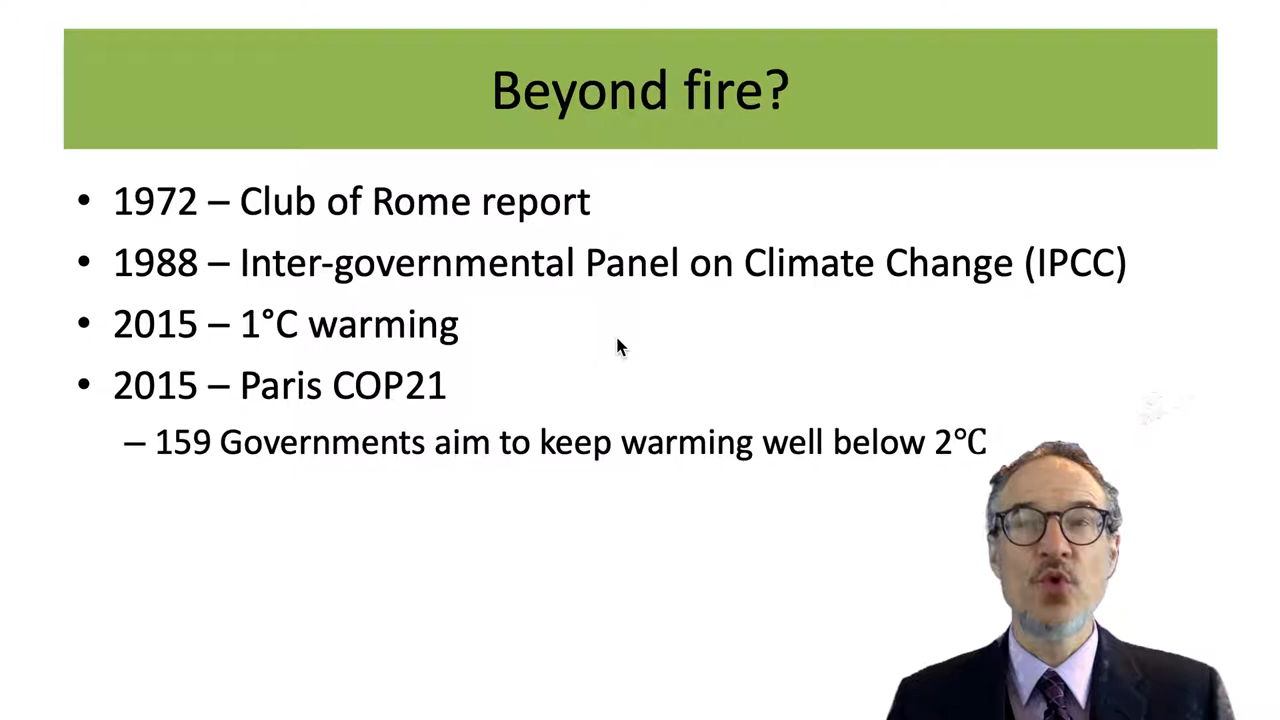 Beyond fire?
• 1972 – Club of Rome report
• 1988 – Inter-governmental Panel on Climate Change (IPCC)
• 2015 – 1°C warming
• 2015 – Paris COP21
– 159 Governments aim to keep warming well below 2℃